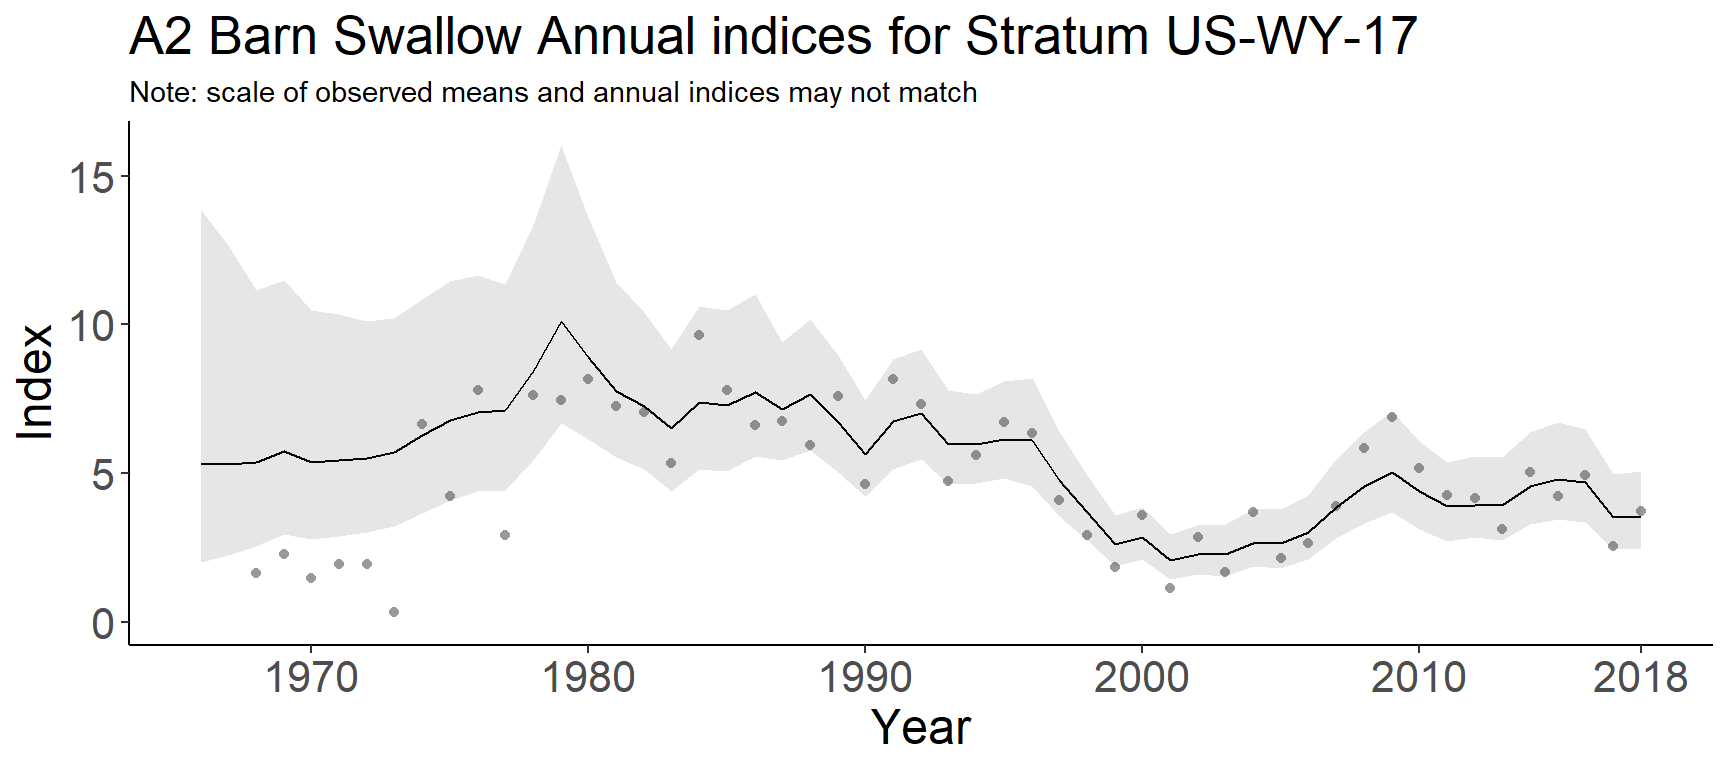 A2 Barn Swallow Annual indices for Stratum US-WY-17
Note: scale of observed means and annual indices may not match
15
10
5
0
Index
1970 1980 1990 2000 2010 2018
Year